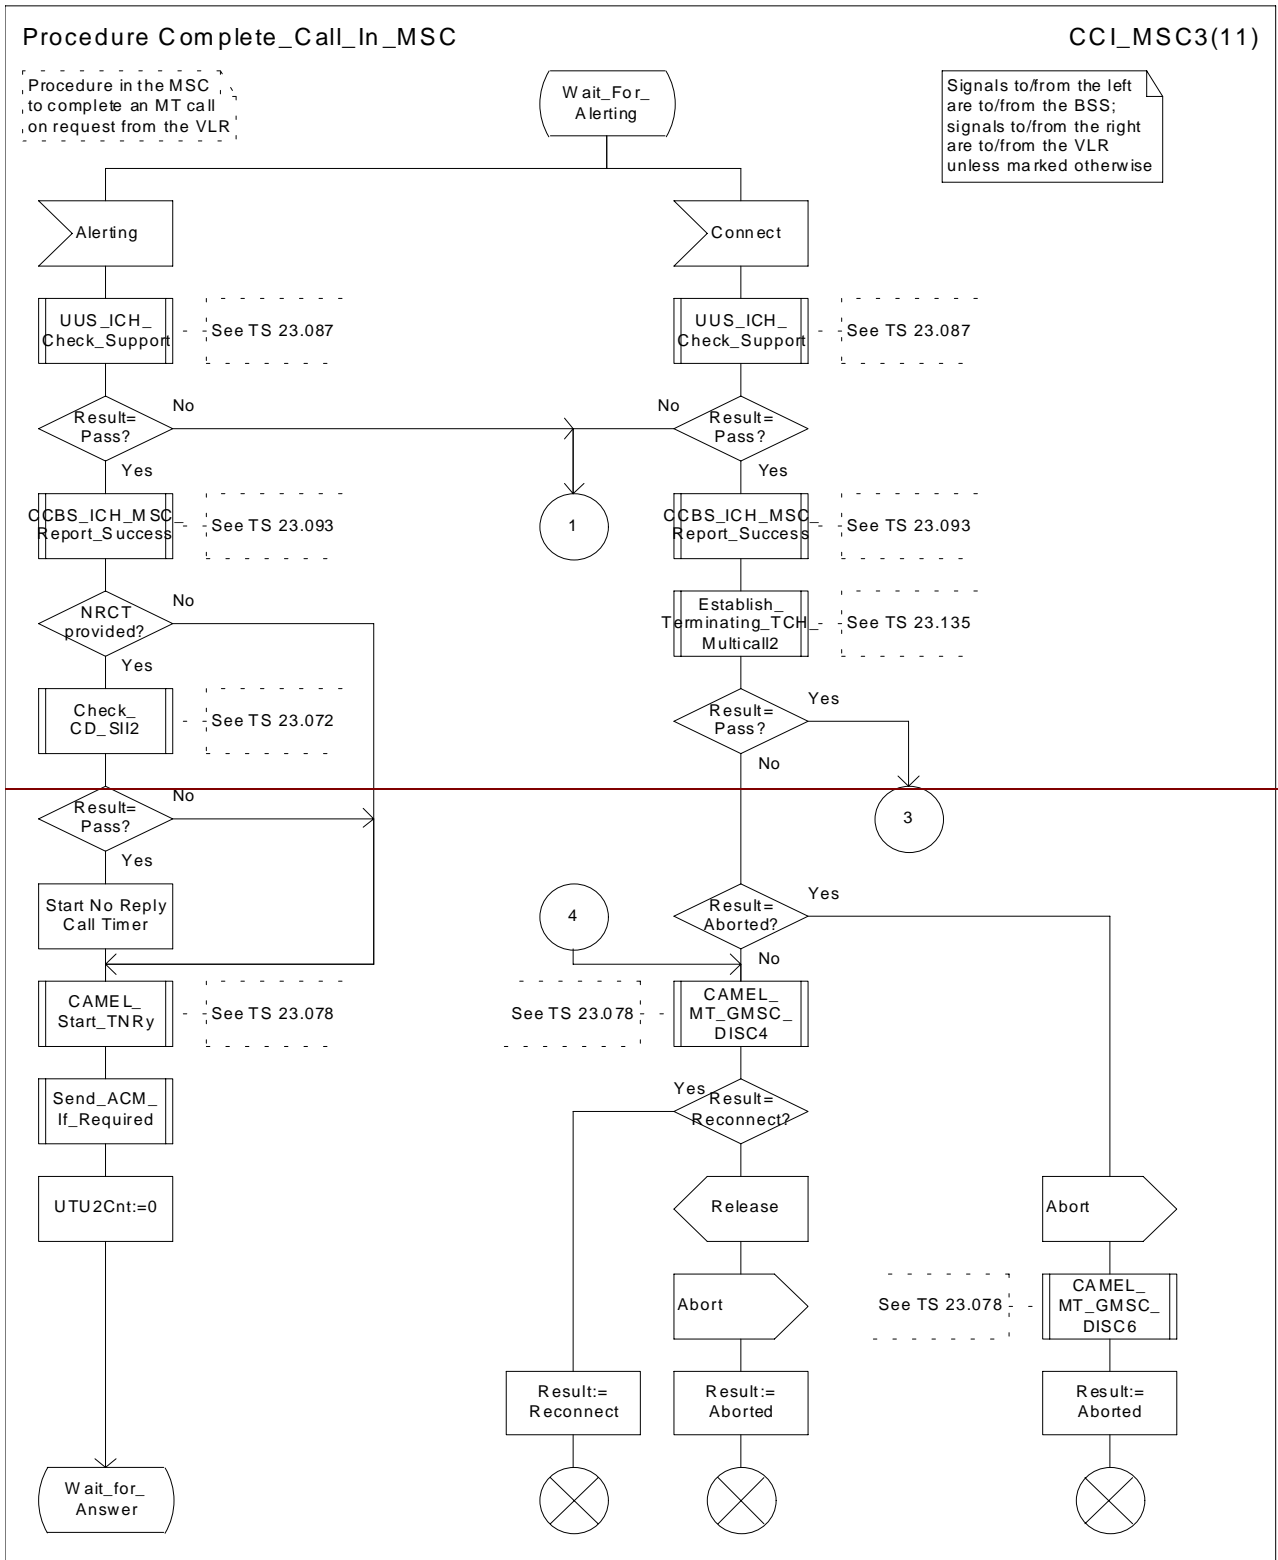 Procedure Complete_Call_In_MSC
CCI_MSC3(11)
Procedure in the MSC
to complete an MT call
on request from the VLR
Wait_For_
Alerting
Signals to/from the left
are to/from the BSS;
signals to/from the right
are to/from the VLR
unless marked otherwise
Alerting
Connect
UUS_ICH_
Check_Support
See TS 23.087
UUS_ICH_
Check_Support
See TS 23.087
Result=
Pass?
No
Yes
No
Result=
Pass?
Yes
CCBS_ICH_MSC_
Report_Success
See TS 23.093
1
CCBS_ICH_MSC_
Report_Success
See TS 23.093
NRCT
provided?
No
Yes
Establish_
Terminating_TCH_
Multicall2
See TS 23.135
Check_
CD_SII2
See TS 23.072
Result=
Pass?
Yes
No
Result=
Pass?
No
Yes
3
Start No Reply
Call Timer
4
Result=
Aborted?
Yes
No
CAMEL_
Start_TNRy
See TS 23.078
See TS 23.078
CAMEL_
MT_GMSC_
DISC4
Send_ACM_
If_Required
Yes
Result=
Reconnect?
UTU2Cnt:=0
Release
Abort
Abort
See TS 23.078
CAMEL_
MT_GMSC_
DISC6
Result:=
Reconnect
Result:=
Aborted
Result:=
Aborted
Wait_for_
Answer